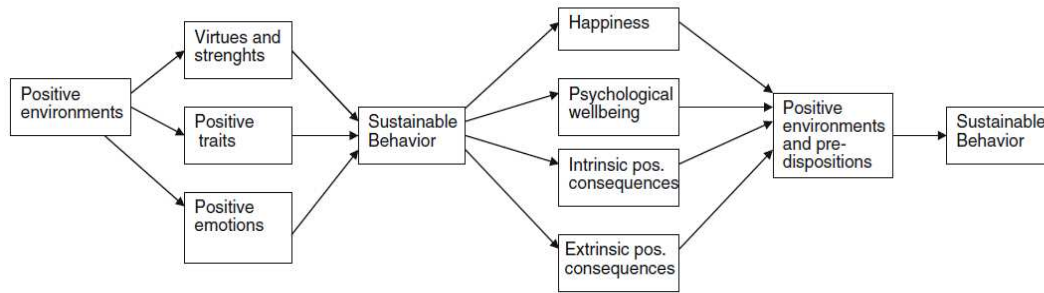 Positive
environments
Virtues and
strenghts
Positive
traits
Positive
emotions
Sustainable
Behavior
Happiness
Psychological
wellbeing
Intrinsic pos.
consequences
Extrinsic pos.
consequences
Positive
environments
and pre-
dispositions
Sustainable
Behavior